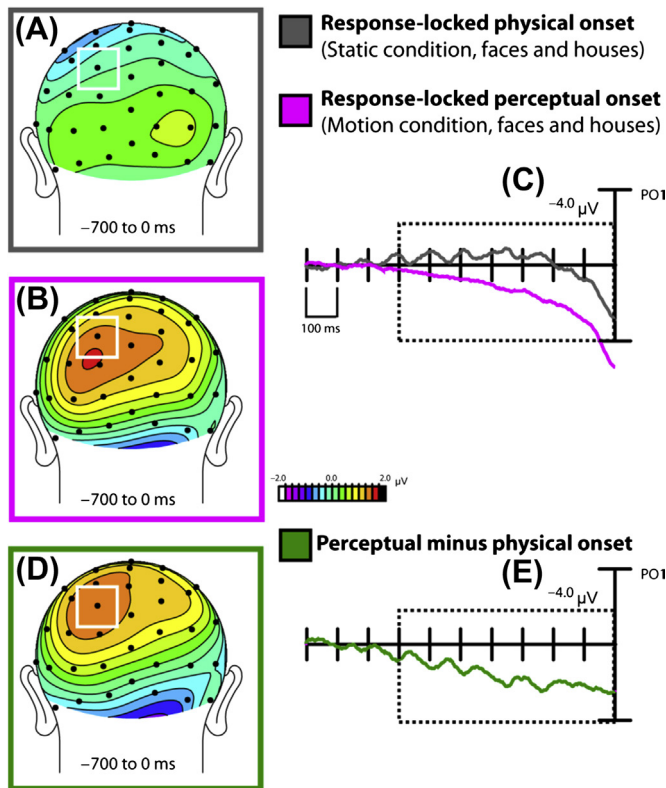 (A)
−700 to 0 ms
Response-locked physical onset
(Static condition, faces and houses)
Response-locked perceptual onset
(Motion condition, faces and houses)
(C)
−4.0 μV
PO1
100 ms
(B)
−700 to 0 ms
−2.0 0.0 2.0 μV
Perceptual minus physical onset
(D)
−700 to 0 ms
(E)
−4.0 μV
PO1